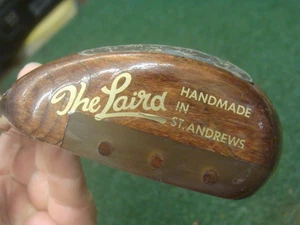 The Laird
HANDMADE
IN
ST. ANDREWS